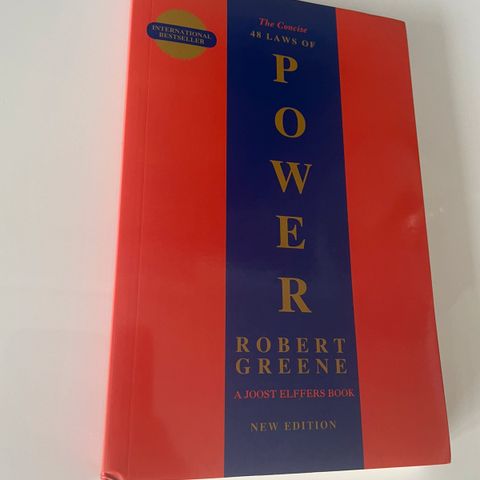 INTERNATIONAL
BESTSELLER
The Concise
48 LAWS OF
P
O
W
E
R
ROBERT
GREENE
A JOOST ELFFERS BOOK
NEW EDITION